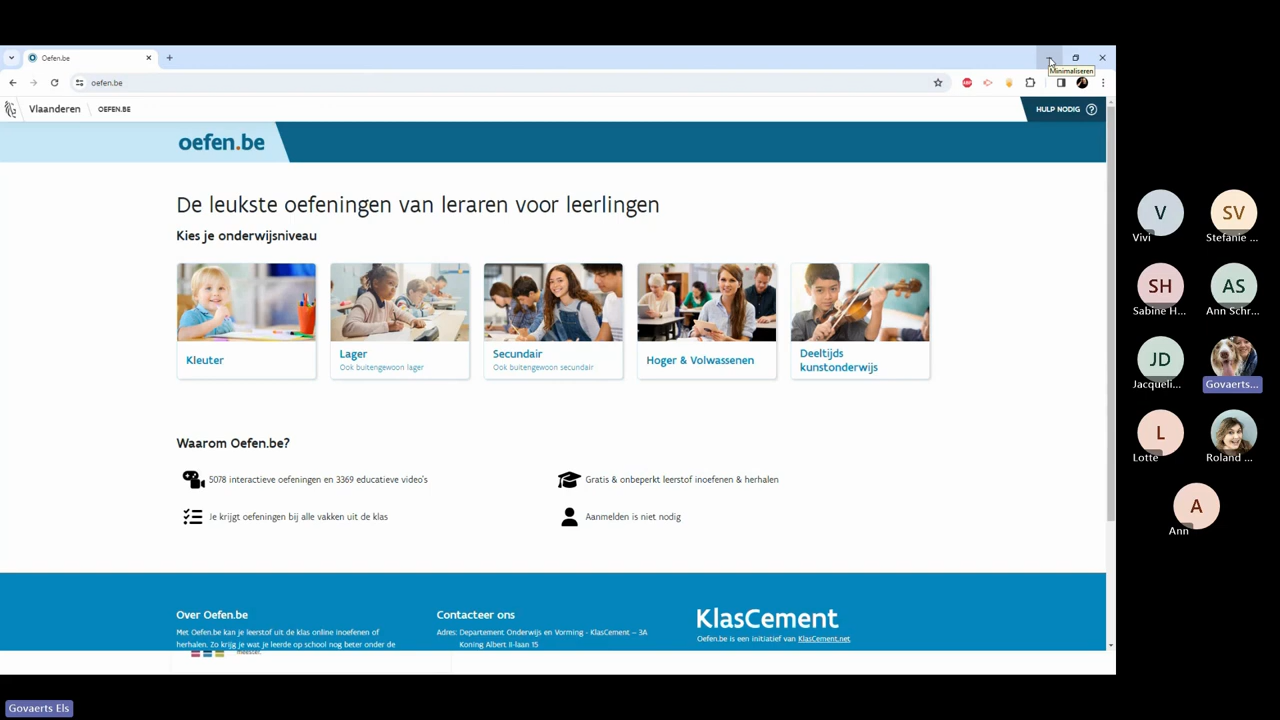 Oefen.be
oefen.be
Minimaliseren
Vlaanderen
OEFEN.BE
HULP NODIG
oefen.be
De leukste oefeningen van leraren voor leerlingen
Kies je onderwijsniveau
Kleuter
Lager
Ook buitengewoon lager
Secundair
Ook buitengewoon secundair
Hoger & Volwassenen
Deeltijds
kunstonderwijs
Waarom Oefen.be?
5078 interactieve oefeningen en 3369 educatieve video's
Gratis & onbeperkt leerstof inoefenen & herhalen
Je krijgt oefeningen bij alle vakken uit de klas
Aanmelden is niet nodig
Over Oefen.be
Met Oefen.be kan je leerstof uit de klas online inoefenen of
herhalen. Zo krijg je wat je leerde op school nog beter onder de
Contacteer ons
Adres: Departement Onderwijs en Vorming - KlasCement – 3A
Koning Albert II-laan 15
KlasCement
Oefen.be is een initiatief van KlasCement.net
V
Vivi
SV
Stefanie ...
SH
Sabine H...
AS
Ann Schr...
JD
Jacqueli...
Govaerts...
L
Lotte
Roland ...
A
Ann
Govaerts Els